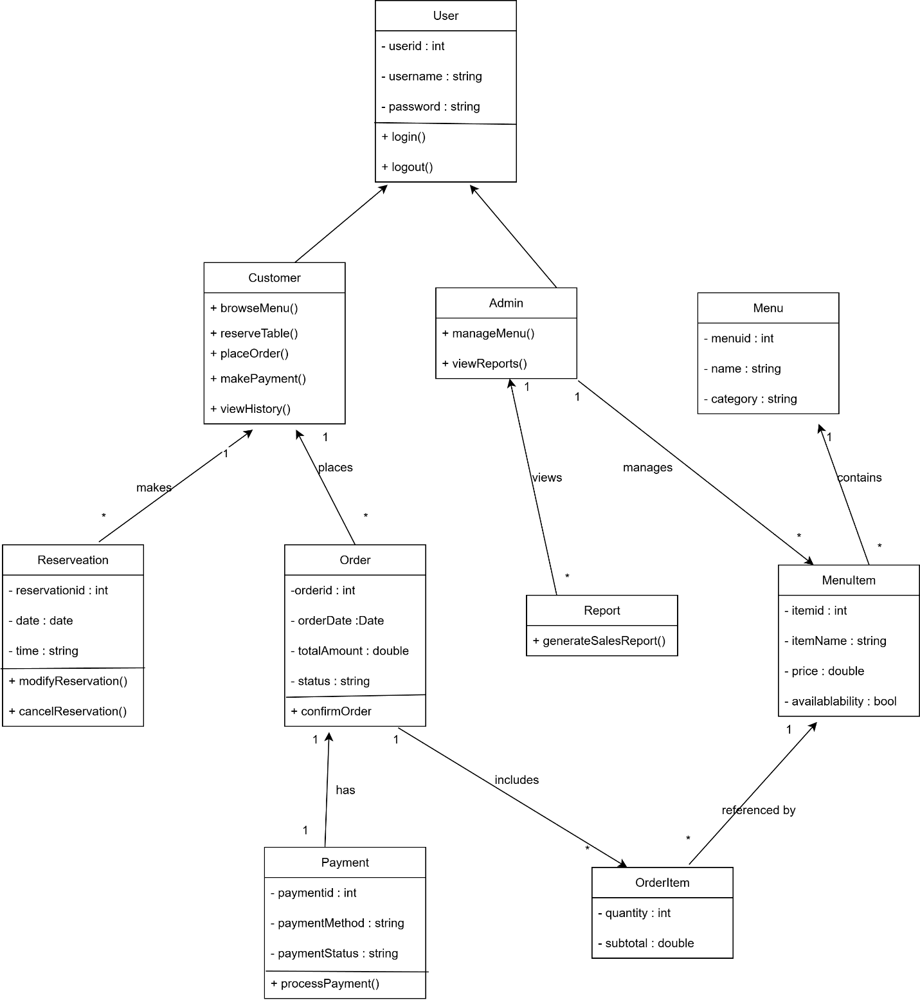 User
- userid : int
- username : string
- password : string
+ login()
+ logout()
Customer
+ browseMenu()
+ reserveTable()
+ placeOrder()
+ makePayment()
+ viewHistory()
Admin
+ manageMenu()
+ viewReports()
Menu
- menuid : int
- name : string
- category : string
1
makes
*
1
places
*
1
views
*
1
manages
*
1
contains
*
Reserveation
- reservationid : int
- date : date
- time : string
+ modifyReservation()
+ cancelReservation()
Order
-orderid : int
- orderDate :Date
- totalAmount : double
- status : string
+ confirmOrder
Report
+ generateSalesReport()
MenuItem
- itemid : int
- itemName : string
- price : double
- availablability : bool
1
has
1
1
includes
*
1
referenced by
*
Payment
- paymentid : int
- paymentMethod : string
- paymentStatus : string
+ processPayment()
OrderItem
- quantity : int
- subtotal : double